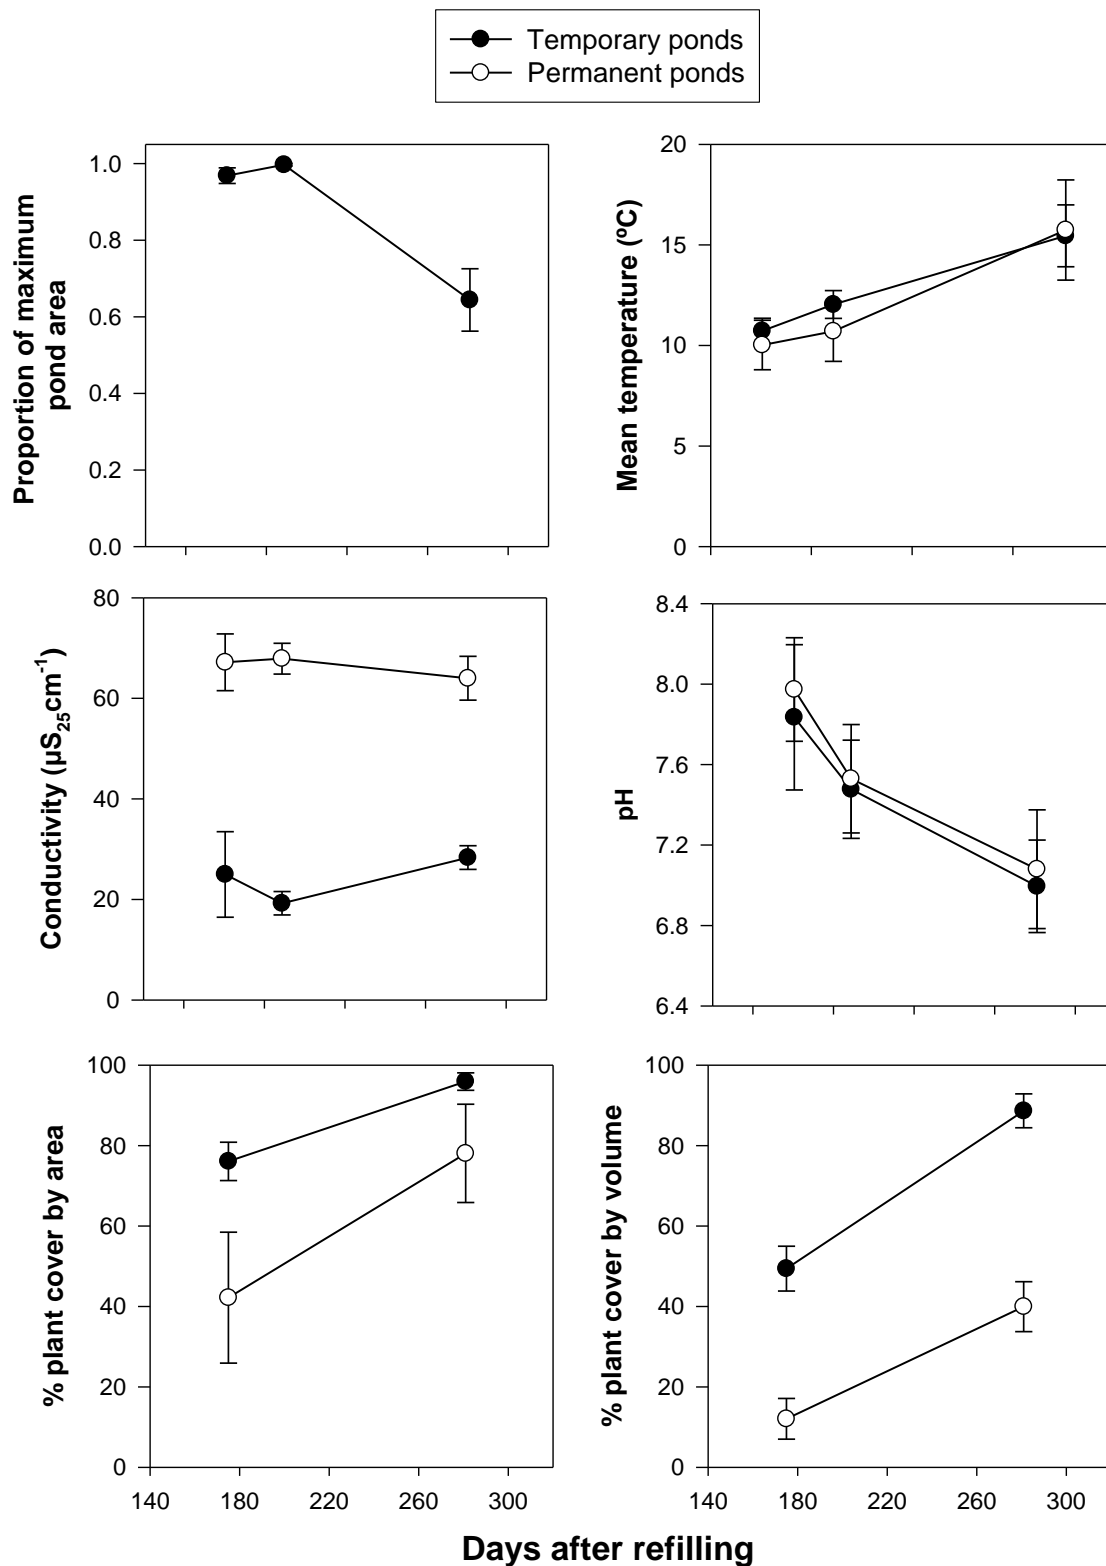 Temporary ponds
Permanent ponds
Proportion of maximum
pond area
1.0
0.8
0.6
0.4
0.2
0.0
Mean temperature (ºC)
20
15
10
5
0
Conductivity (µS25cm-1)
80
60
40
20
0
pH
8.4
8.0
7.6
7.2
6.8
6.4
% plant cover by area
100
80
60
40
20
0
140 180 220 260 300
% plant cover by volume
100
80
60
40
20
0
140 180 220 260 300
Days after refilling